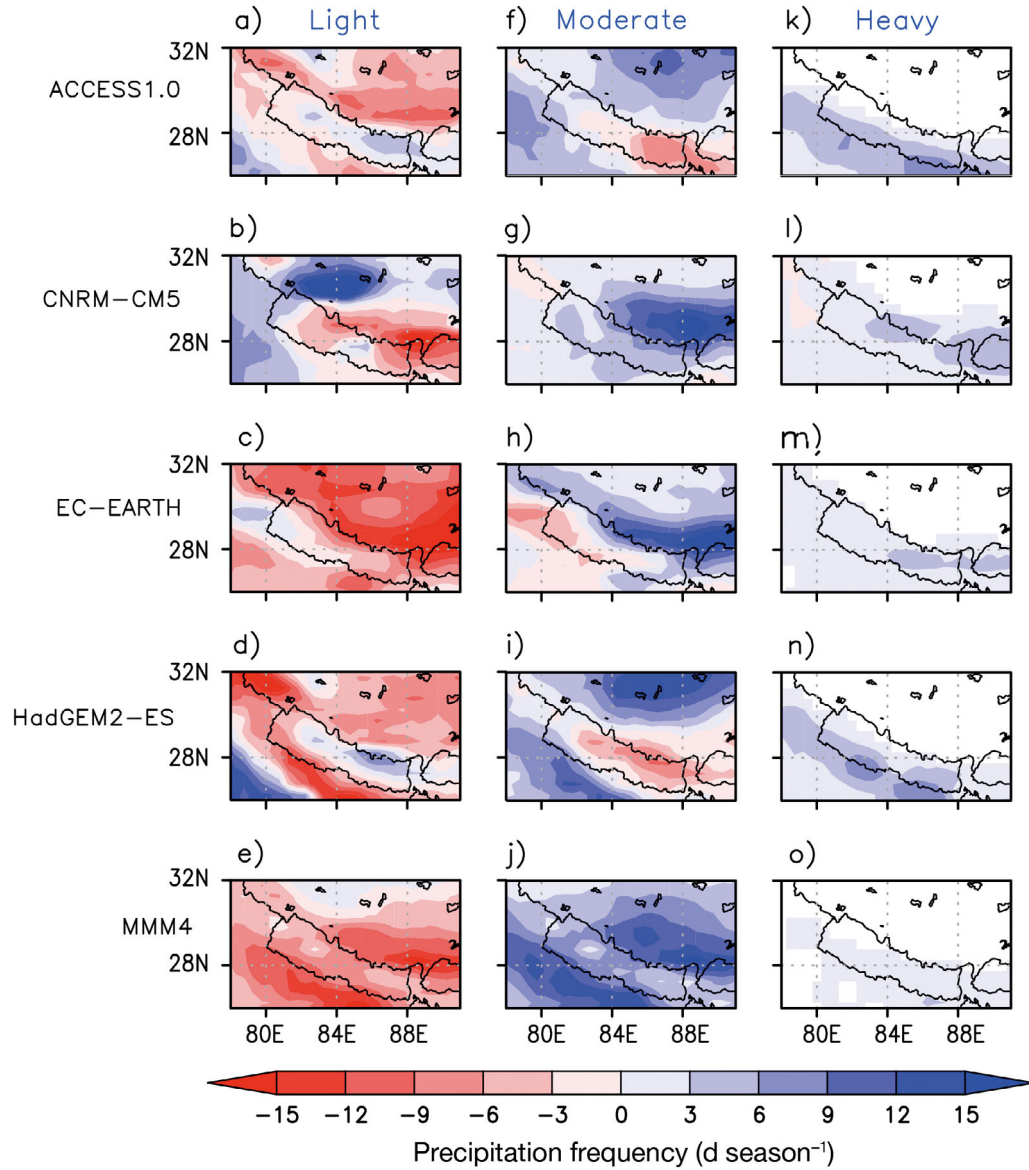 a) Light f) Moderate k) Heavy
32N
ACCESS1.0
28N
b) g) l)
32N
CNRM-CM5
28N
c) h) m)
32N
EC-EARTH
28N
d) i) n)
32N
HadGEM2-ES
28N
e) j) o)
32N
MMM4
28N
80E 84E 88E 80E 84E 88E 80E 84E 88E
-15 -12 -9 -6 -3 0 3 6 9 12 15
Precipitation frequency (d season⁻¹)